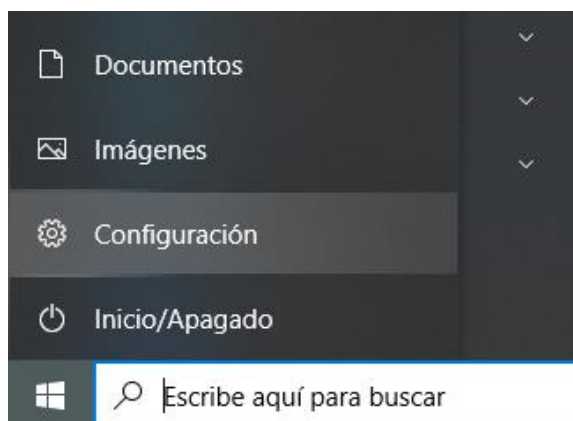 Documentos
Imágenes
Configuración
Inicio/Apagado
Escribe aquí para buscar